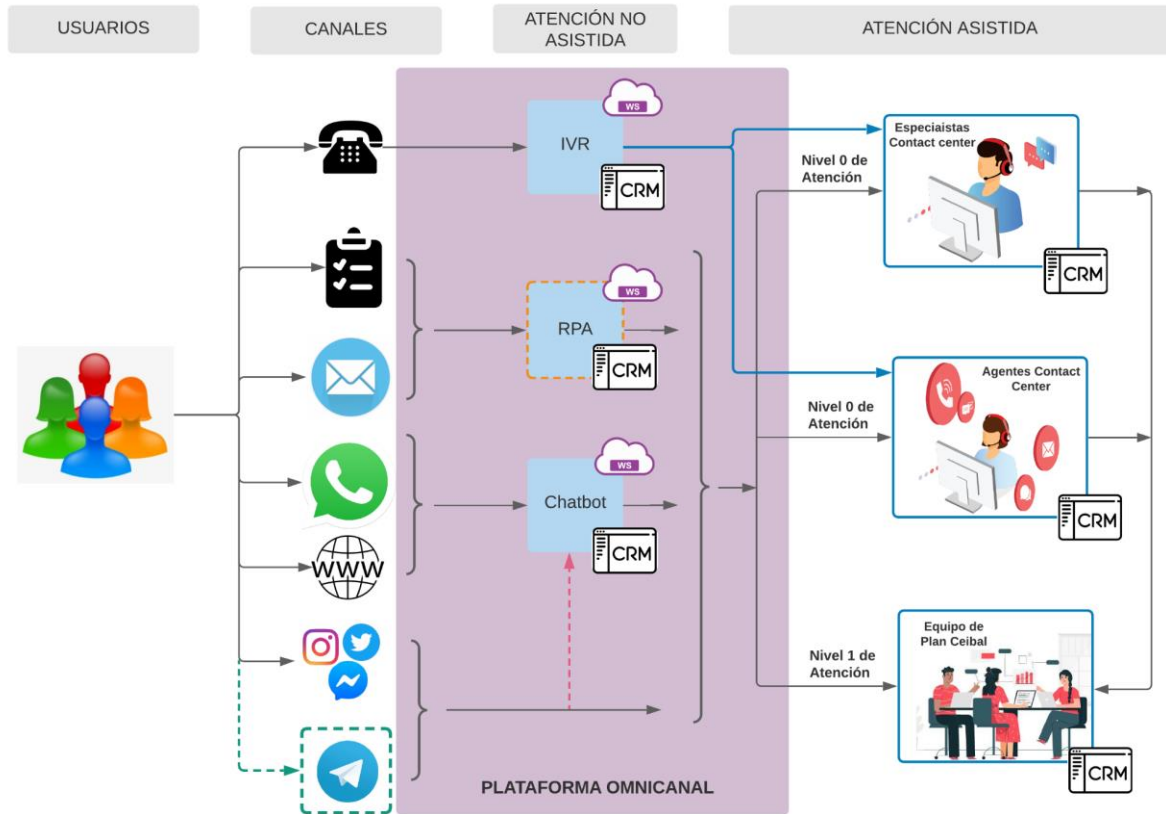 USUARIOS
CANALES
ATENCIÓN NO
ASISTIDA
ATENCIÓN ASISTIDA
WS
IVR
CRM
Especiaistas
Contact center
Nivel 0 de
Atención
CRM
WS
RPA
CRM
Agentes Contact
Center
Nivel 0 de
Atención
CRM
WS
Chatbot
CRM
WWW
Equipo de
Plan Ceibal
Nivel 1 de
Atención
CRM
PLATAFORMA OMNICANAL